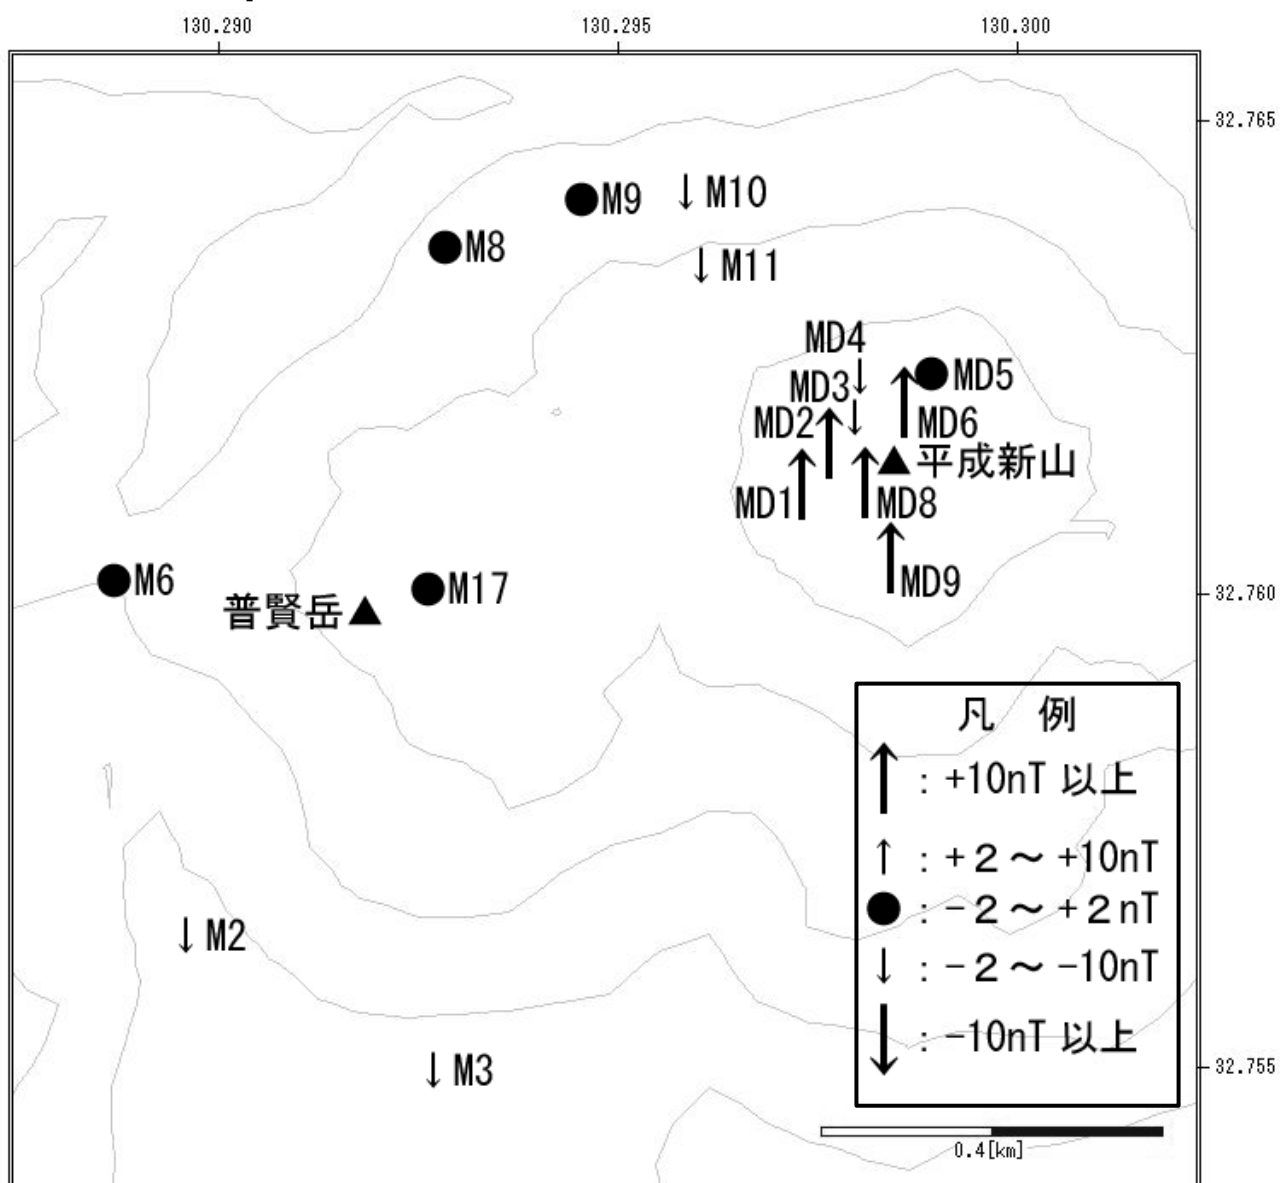 130.290
130.295
130.300
32.765
M10
M9
M8
M11
MD4
MD3
MD5
MD2
MD6
平成新山
MD1
MD8
M6
MD9
M17
32.760
普賢岳
凡 例
: +10nT 以上
: +2～+10nT
: -2～+2nT
: -2～-10nT
: -10nT 以上
M2
M3
32.755
0.4[km]